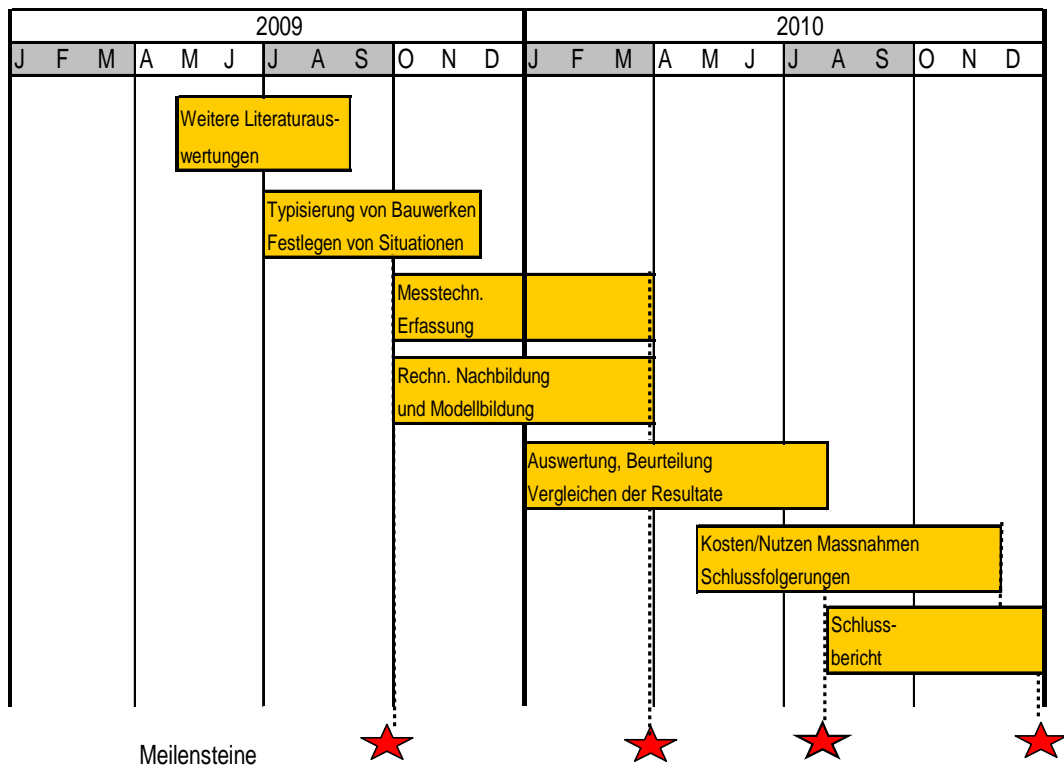 2009 2010
J F M A M J J A S O N D J F M A M J J A S O N D
Weitere Literaturaus-
wertungen
Typisierung von Bauwerken
Festlegen von Situationen
Messtechn.
Erfassung
Rechn. Nachbildung
und Modellbildung
Auswertung, Beurteilung
Vergleichen der Resultate
Kosten/Nutzen Massnahmen
Schlussfolgerungen
Schluss-
bericht
Meilensteine